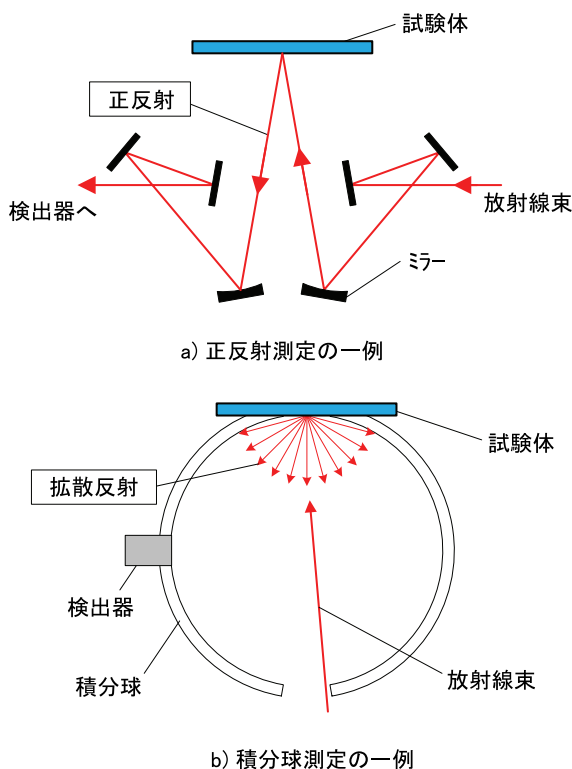 試験体
正反射
検出器へ
放射線束
ミラー
a) 正反射測定の一例
試験体
拡散反射
検出器
積分球
放射線束
b) 積分球測定の一例